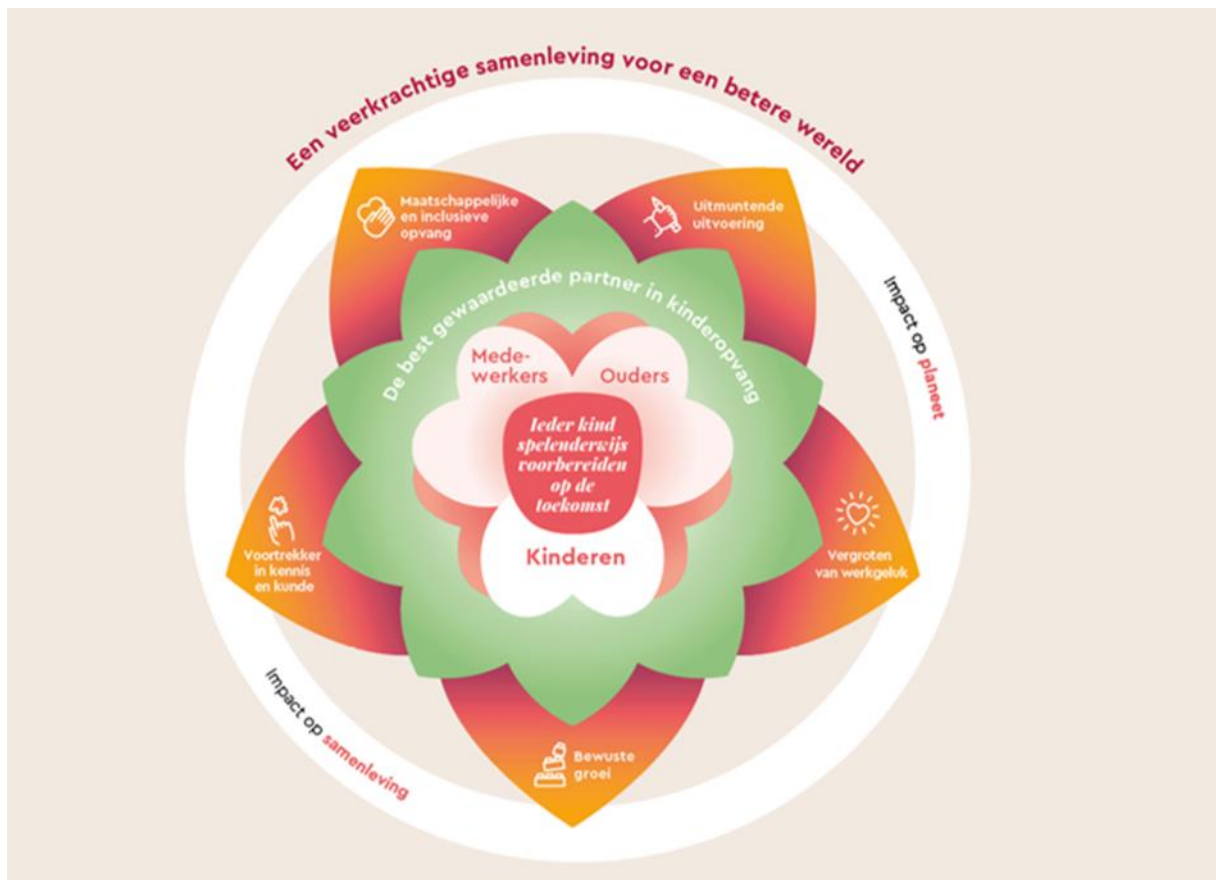 Een veerkrachtige samenleving voor een betere wereld
Maatschappelijke
en inclusieve
opvang
Uitmuntende
uitvoering
De best gewaardeerde partner in kinderopvang
Impact op planeet
Mede-
werkers
Ouders
Ieder kind
spelenderwijs
voorbereiden
op de
toekomst
Kinderen
Voortrekker
in kennis
en kunde
Vergroten
van werkgeluk
Impact op samenleving
Bewuste
groei